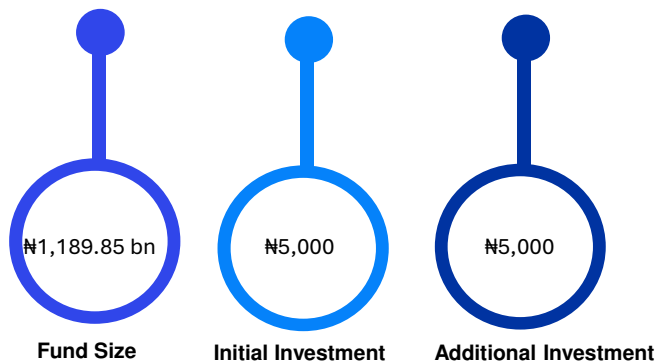 ₦1,189.85 bn
₦5,000
₦5,000
Fund Size
Initial Investment
Additional Investment